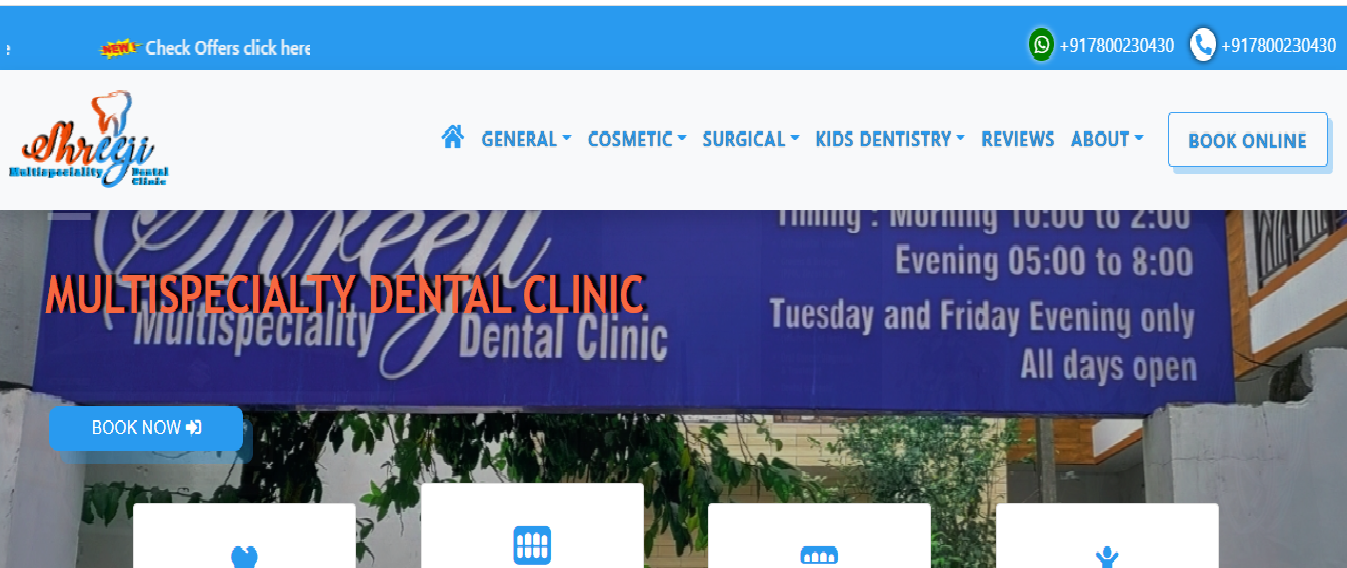 e
NEW Check Offers click here
+917800230430
+917800230430
Shreeji
Multispeciality Dental
Clinic
GENERAL
COSMETIC
SURGICAL
KIDS DENTISTRY
REVIEWS
ABOUT
BOOK ONLINE
Shreeji
Multispeciality Dental Clinic
MULTISPECIALTY DENTAL CLINIC
Timing : Morning 10:00 to 2:00
Evening 05:00 to 8:00
Tuesday and Friday Evening only
All days open
BOOK NOW